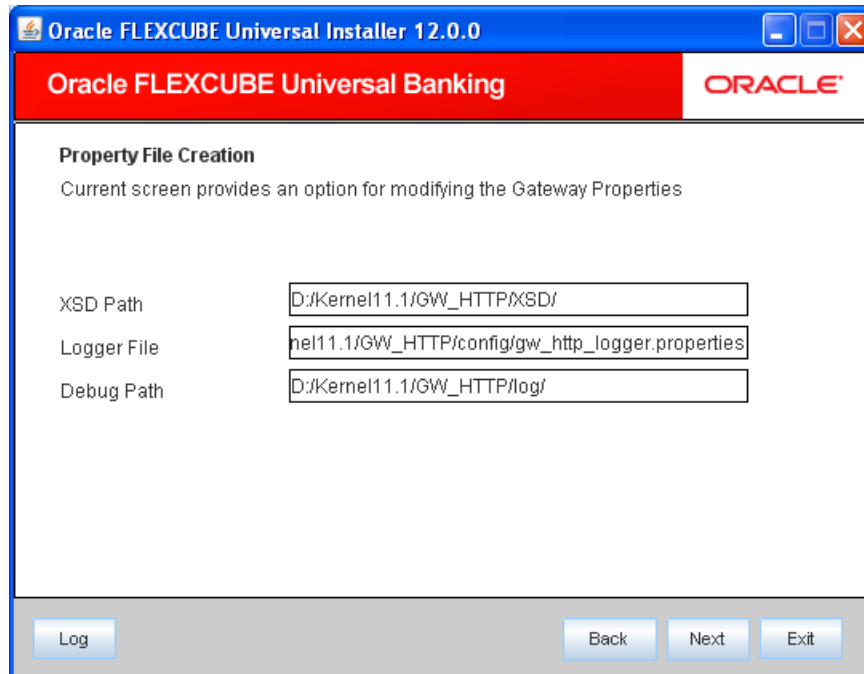 Oracle FLEXCUBE Universal Installer 12.0.0
Oracle FLEXCUBE Universal Banking
ORACLE
Property File Creation
Current screen provides an option for modifying the Gateway Properties
XSD Path D:/Kernel11.1/GW_HTTP/XSD/
Logger File nel11.1/GW_HTTP/config/gw_http_logger.properties
Debug Path D:/Kernel11.1/GW_HTTP/log/
Log Back Next Exit